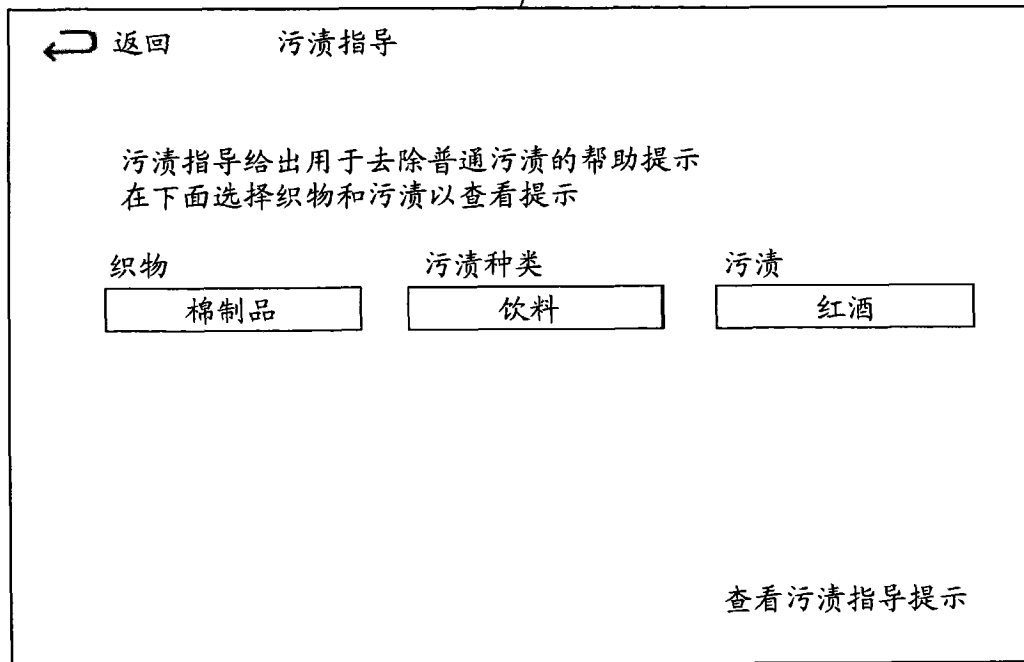 返回 污渍指导
污渍指导给出用于去除普通污渍的帮助提示
在下面选择织物和污渍以查看提示
织物 污渍种类 污渍
棉制品 饮料 红酒
查看污渍指导提示